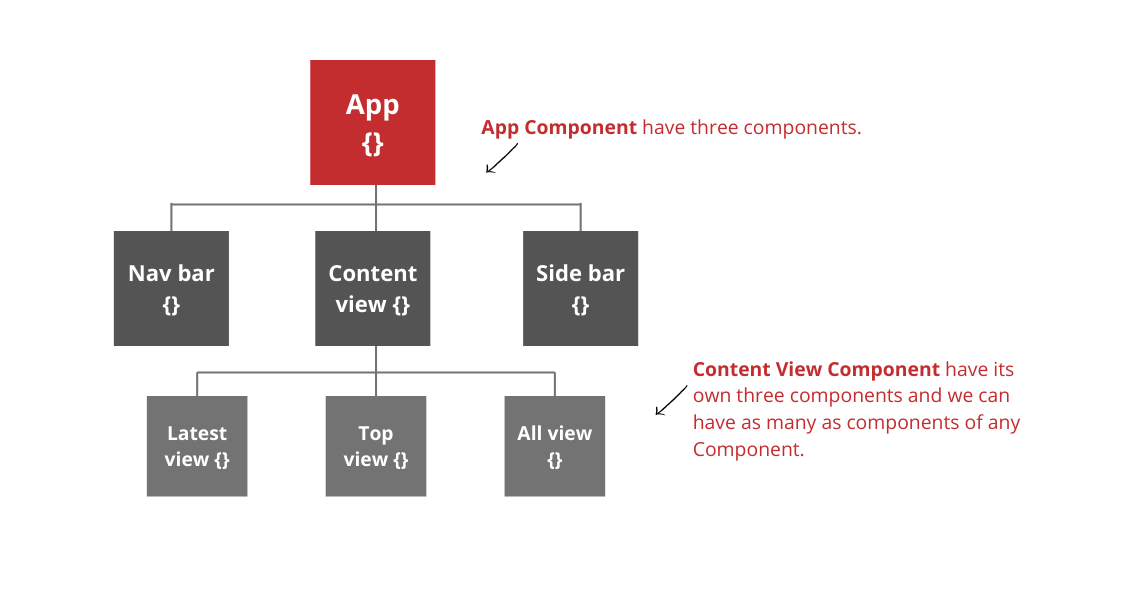 App
{}
App Component have three components.
Nav bar
{}
Content
view {}
Side bar
{}
Content View Component have its
own three components and we can
have as many as components of any
Component.
Latest
view {}
Top
view {}
All view
{}